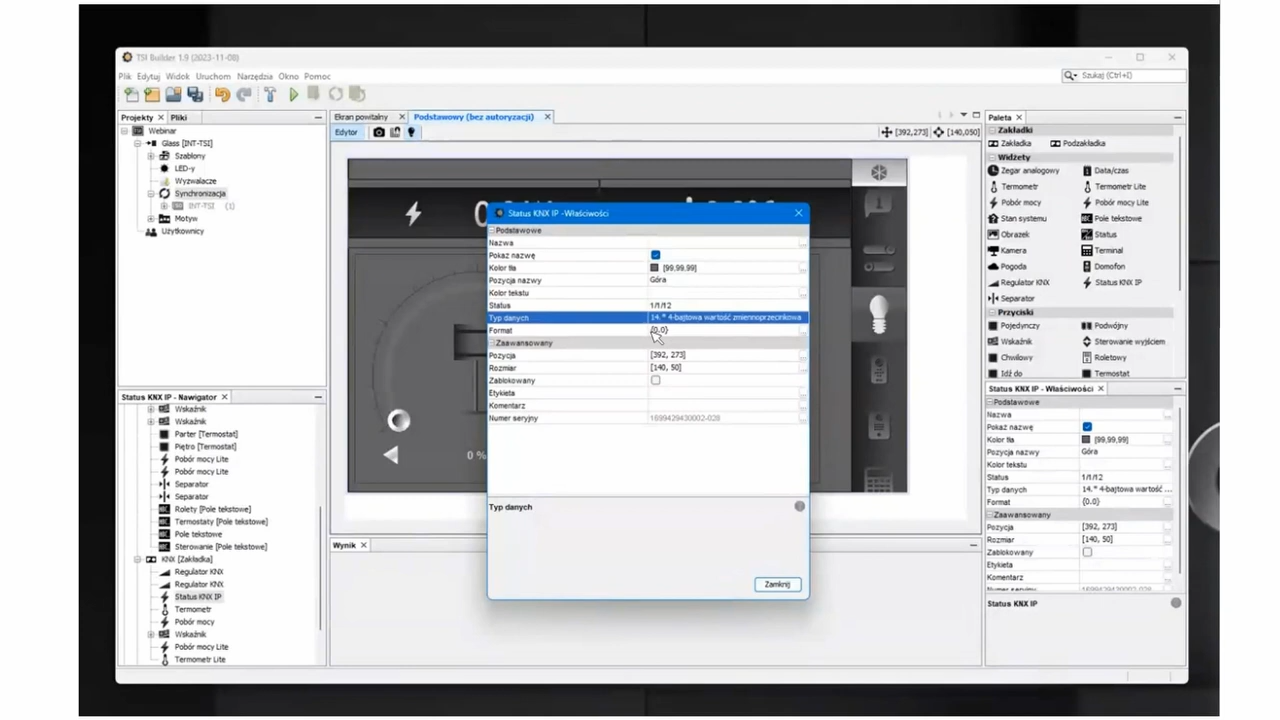 TSI Builder 1.9 (2023-11-08)
Plik Edytuj Widok Uruchom Narzędzia Okno Pomoc
Szukaj (Ctrl+I)
Projekty Pliki
Webinar
Glass [INT-TSI]
Szablony
LED-y
Wyzwalacze
Synchronizacja
INT-TSI (1)
Motyw
Użytkownicy
Status KNX IP - Nawigator
Wskaźnik
Wskaźnik
Parter [Termostat]
Piętro [Termostat]
Pobór mocy Lite
Pobór mocy Lite
Separator
Separator
Rolety [Pole tekstowe]
Termostaty [Pole tekstowe]
Pole tekstowe
Sterowanie [Pole tekstowe]
KNX [Zakładka]
Regulator KNX
Regulator KNX
Status KNX IP
Termometr
Pobór mocy
Wskaźnik
Pobór mocy Lite
Termometr Lite
Ekran powitalny Podstawowy (bez autoryzacji)
Edytor
[392,273] [140,050]
0 %
Status KNX IP -Właściwości
Podstawowe
Nazwa
Pokaż nazwę
Kolor tła [99,99,99]
Pozycja nazwy Góra
Kolor tekstu
Status 1/1/12
Typ danych 14.* 4-bajtowa wartość zmiennoprzecinkowa
Format {0.0}
Zaawansowany
Pozycja [392, 273]
Rozmiar [140, 50]
Zablokowany
Etykieta
Komentarz
Numer seryjny 1699429430002-028
Typ danych
Zamknij
Wynik
Paleta
Zakładki
Zakładka Podzakładka
Widżety
Zegar analogowy Data/czas
Termometr Termometr Lite
Pobór mocy Pobór mocy Lite
Stan systemu Pole tekstowe
Obrazek Status
Kamera Terminal
Pogoda Domofon
Regulator KNX Status KNX IP
Separator
Przyciski
Pojedynczy Podwójny
Wskaźnik Sterowanie wyjściem
Chwilowy Roletowy
Idź do Termostat
Status KNX IP - Właściwości
Podstawowe
Nazwa
Pokaż nazwę
Kolor tła [99,99,99]
Pozycja nazwy Góra
Kolor tekstu
Status 1/1/12
Typ danych 14.* 4-bajtowa wartość ...
Format {0.0}
Zaawansowany
Pozycja [392, 273]
Rozmiar [140, 50]
Zablokowany
Etykieta
Komentarz
Numer seryjny 1699429430002-028
Status KNX IP